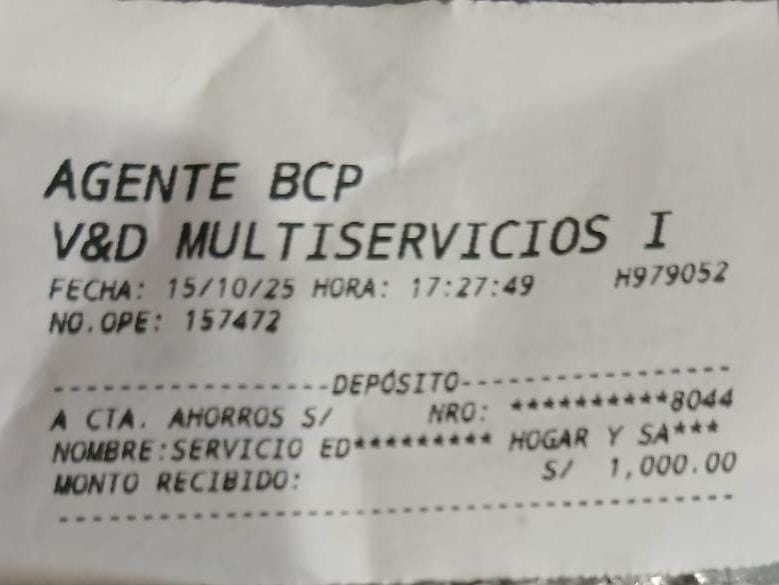 AGENTE BCP
V&D MULTISERVICIOS I
FECHA: 15/10/25 HORA: 17:27:49 H979052
NO.OPE: 157472
------------------DEPÓSITO------------------
A CTA. AHORROS S/ NRO: **********8044
NOMBRE:SERVICIO ED********* HOGAR Y SA***
MONTO RECIBIDO: S/ 1,000.00
--------------------------------------------